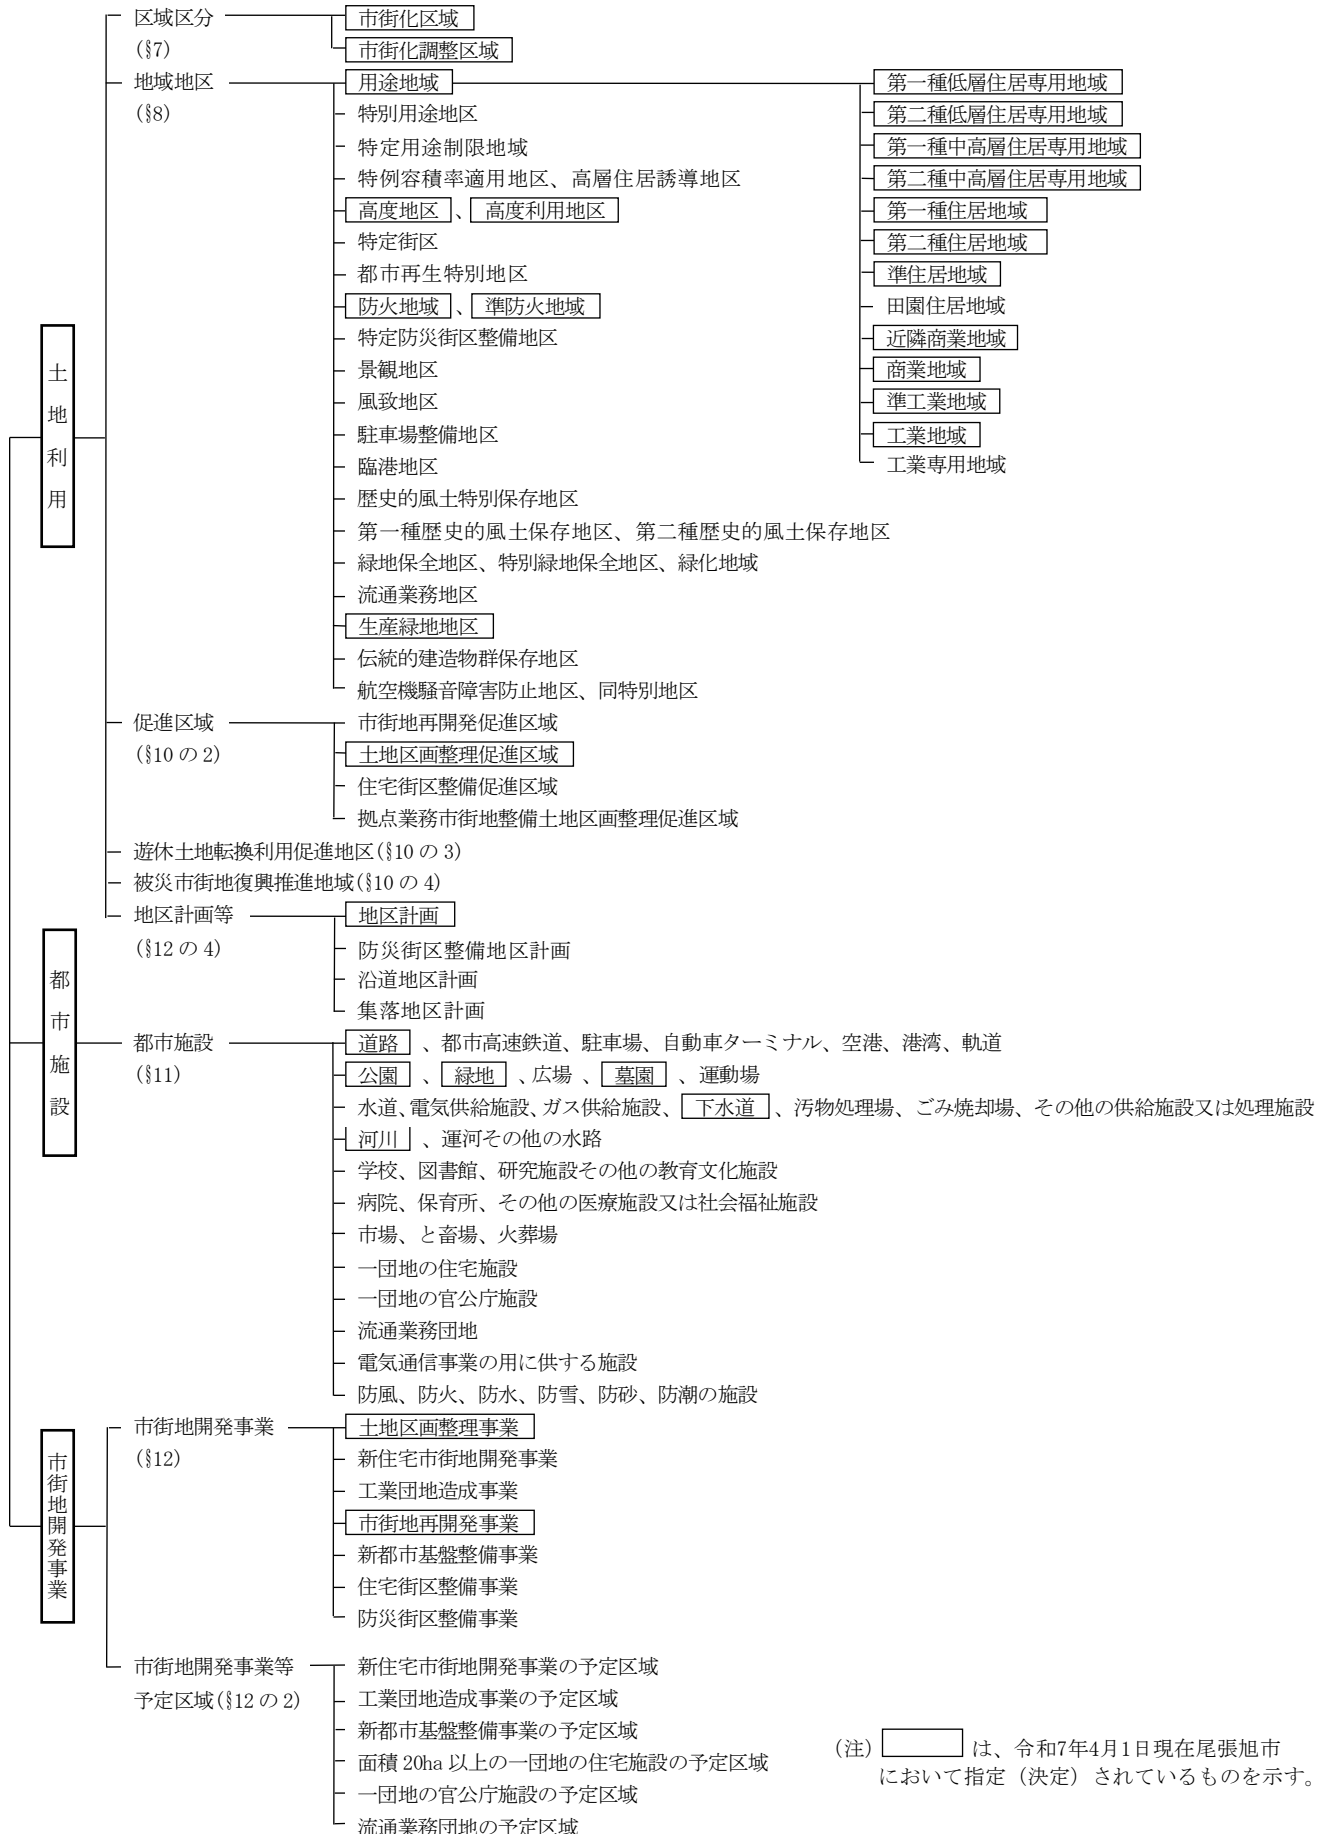 土地利用
区域区分
(§7)
市街化区域
市街化調整区域
地域地区
(§8)
用途地域
特別用途地区
特定用途制限地域
特例容積率適用地区、高層住居誘導地区
高度地区、高度利用地区
特定街区
都市再生特別地区
防火地域、準防火地域
特定防災街区整備地区
景観地区
風致地区
駐車場整備地区
臨港地区
歴史的風土特別保存地区
第一種歴史的風土保存地区、第二種歴史的風土保存地区
緑地保全地区、特別緑地保全地区、緑化地域
流通業務地区
生産緑地地区
伝統的建造物群保存地区
航空機騒音障害防止地区、同特別地区
第一種低層住居専用地域
第二種低層住居専用地域
第一種中高層住居専用地域
第二種中高層住居専用地域
第一種住居地域
第二種住居地域
準住居地域
田園住居地域
近隣商業地域
商業地域
準工業地域
工業地域
工業専用地域
促進区域
(§10の2)
市街地再開発促進区域
土地区画整理促進区域
住宅街区整備促進区域
拠点業務市街地整備土地区画整理促進区域
遊休土地転換利用促進地区(§10の3)
被災市街地復興推進地域(§10の4)
地区計画等
(§12の4)
地区計画
防災街区整備地区計画
沿道地区計画
集落地区計画
都市施設
都市施設
(§11)
道路、都市高速鉄道、駐車場、自動車ターミナル、空港、港湾、軌道
公園、緑地、広場、墓園、運動場
水道、電気供給施設、ガス供給施設、下水道、汚物処理場、ごみ焼却場、その他の供給施設又は処理施設
河川、運河その他の水路
学校、図書館、研究施設その他の教育文化施設
病院、保育所、その他の医療施設又は社会福祉施設
市場、と畜場、火葬場
一団地の住宅施設
一団地の官公庁施設
流通業務団地
電気通信事業の用に供する施設
防風、防火、防水、防雪、防砂、防潮の施設
市街地開発事業
市街地開発事業
(§12)
土地区画整理事業
新住宅市街地開発事業
工業団地造成事業
市街地再開発事業
新都市基盤整備事業
住宅街区整備事業
防災街区整備事業
市街地開発事業等
予定区域(§12の2)
新住宅市街地開発事業の予定区域
工業団地造成事業の予定区域
新都市基盤整備事業の予定区域
面積20ha以上の一団地の住宅施設の予定区域
一団地の官公庁施設の予定区域
流通業務団地の予定区域
(注) は、令和7年4月1日現在尾張旭市
において指定（決定）されているものを示す。